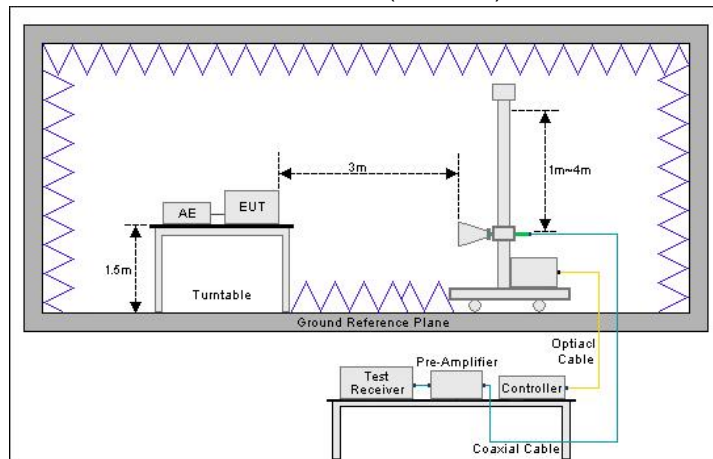 3m
1m~4m
AE
EUT
1.5m
Turntable
Ground Reference Plane
Optiacl
Cable
Pre-Amplifier
Test
Receiver
Controller
Coaxial Cable